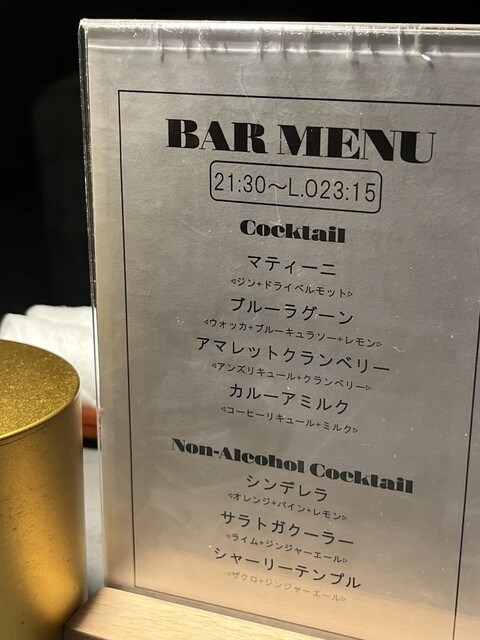 BAR MENU
21:30〜L.O23:15
Cocktail
マティーニ
◁ジン+ドライベルモット▷
ブルーラグーン
◁ウォッカ+ブルーキュラソー+レモン▷
アマレットクランベリー
◁アンズリキュール+クランベリー▷
カルーアミルク
◁コーヒーリキュール+ミルク▷
Non-Alcohol Cocktail
シンデレラ
◁オレンジ+パイン+レモン▷
サラトガクーラー
◁ライム+ジンジャーエール▷
シャーリーテンプル
◁ザクロ+ジンジャーエール▷